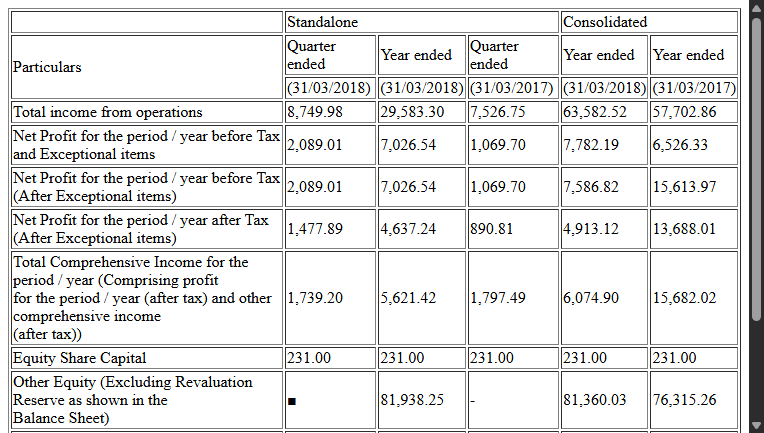 Standalone Consolidated
Particulars Quarter ended Year ended Quarter ended Year ended Year ended
(31/03/2018) (31/03/2018) (31/03/2017) (31/03/2018) (31/03/2017)
Total income from operations 8,749.98 29,583.30 7,526.75 63,582.52 57,702.86
Net Profit for the period / year before Tax
and Exceptional items 2,089.01 7,026.54 1,069.70 7,782.19 6,526.33
Net Profit for the period / year before Tax
(After Exceptional items) 2,089.01 7,026.54 1,069.70 7,586.82 15,613.97
Net Profit for the period / year after Tax
(After Exceptional items) 1,477.89 4,637.24 890.81 4,913.12 13,688.01
Total Comprehensive Income for the
period / year (Comprising profit
for the period / year (after tax) and other
comprehensive income
(after tax)) 1,739.20 5,621.42 1,797.49 6,074.90 15,682.02
Equity Share Capital 231.00 231.00 231.00 231.00 231.00
Other Equity (Excluding Revaluation
Reserve as shown in the
Balance Sheet) ■ 81,938.25 - 81,360.03 76,315.26